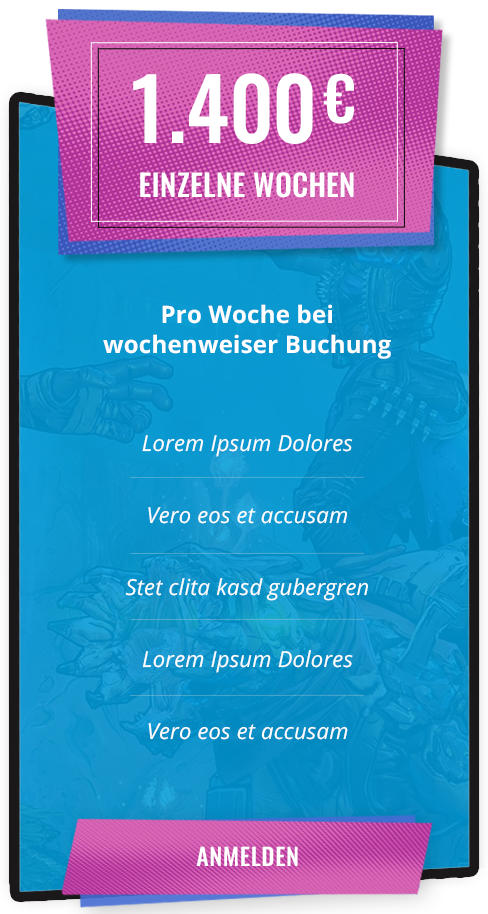 1.400€
EINZELNE WOCHEN
Pro Woche bei
wochenweiser Buchung
Lorem Ipsum Dolores
Vero eos et accusam
Stet clita kasd gubergren
Lorem Ipsum Dolores
Vero eos et accusam
ANMELDEN